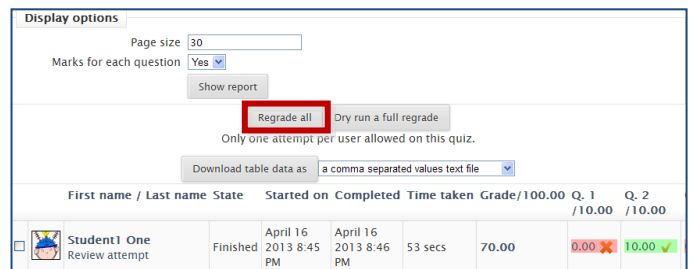 Display options
Page size 30
Marks for each question Yes
Show report
Regrade all Dry run a full regrade
Only one attempt per user allowed on this quiz.
Download table data as a comma separated values text file
First name / Last name State Started on Completed Time taken Grade/100.00 Q. 1 Q. 2
/10.00 /10.00
April 16 April 16
Student1 One Finished 2013 8:45 2013 8:46 53 secs 70.00 0.00 10.00
Review attempt PM PM